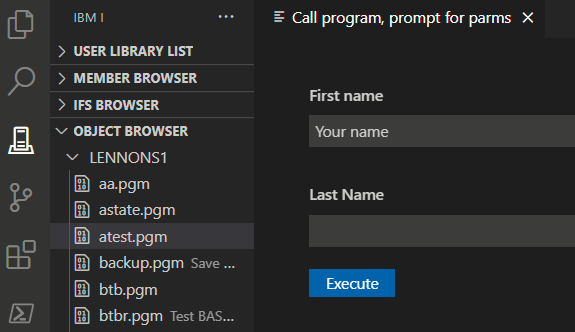 IBM I
USER LIBRARY LIST
MEMBER BROWSER
IFS BROWSER
OBJECT BROWSER
LENNONS1
aa.pgm
astate.pgm
atest.pgm
backup.pgm Save ...
btb.pgm
btbr.pgm Test BAS...
Call program, prompt for parms
First name
Your name
Last Name
Execute